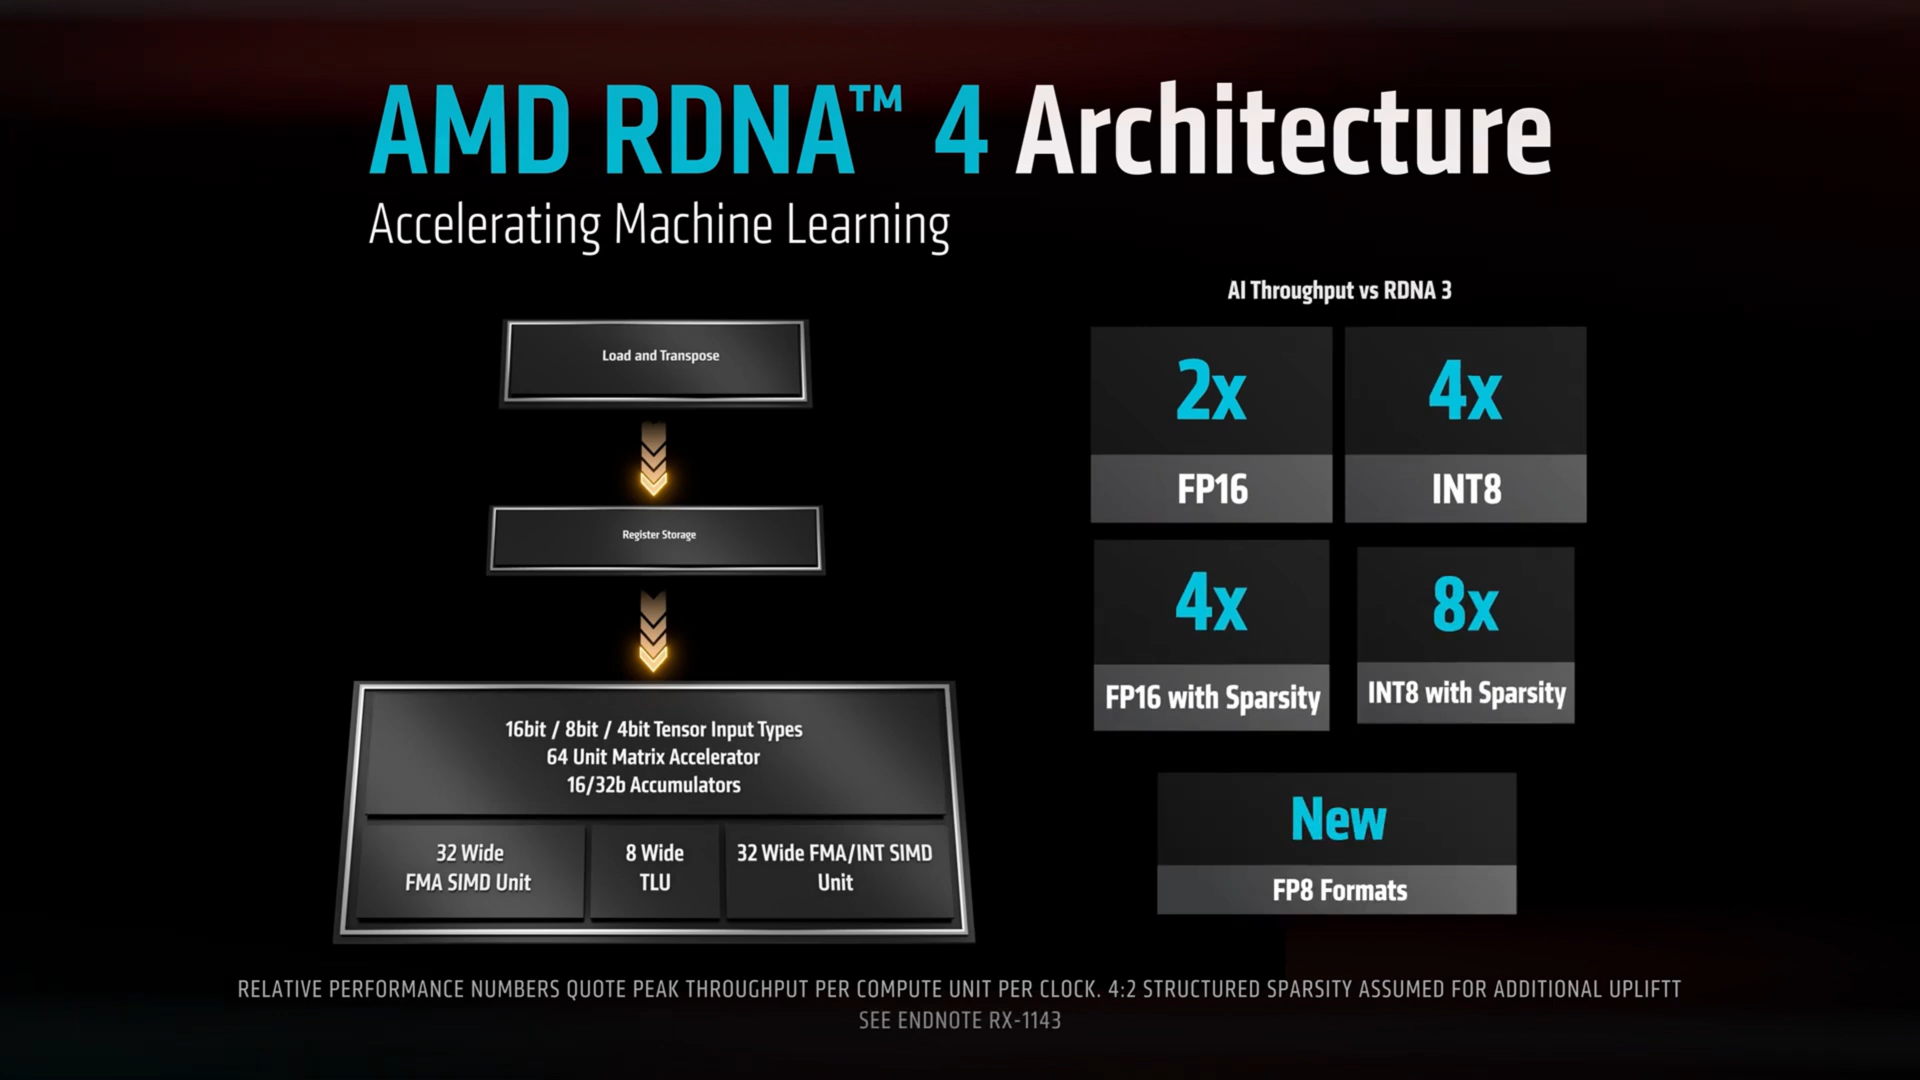 AMD RDNA™ 4 Architecture
Accelerating Machine Learning
Load and Transpose
Register Storage
16bit / 8bit / 4bit Tensor Input Types
64 Unit Matrix Accelerator
16/32b Accumulators
32 Wide
FMA SIMD Unit
8 Wide
TLU
32 Wide FMA/INT SIMD
Unit
AI Throughput vs RDNA 3
2x
FP16
4x
INT8
4x
FP16 with Sparsity
8x
INT8 with Sparsity
New
FP8 Formats
RELATIVE PERFORMANCE NUMBERS QUOTE PEAK THROUGHPUT PER COMPUTE UNIT PER CLOCK. 4:2 STRUCTURED SPARSITY ASSUMED FOR ADDITIONAL UPLIFTT
SEE ENDNOTE RX-1143